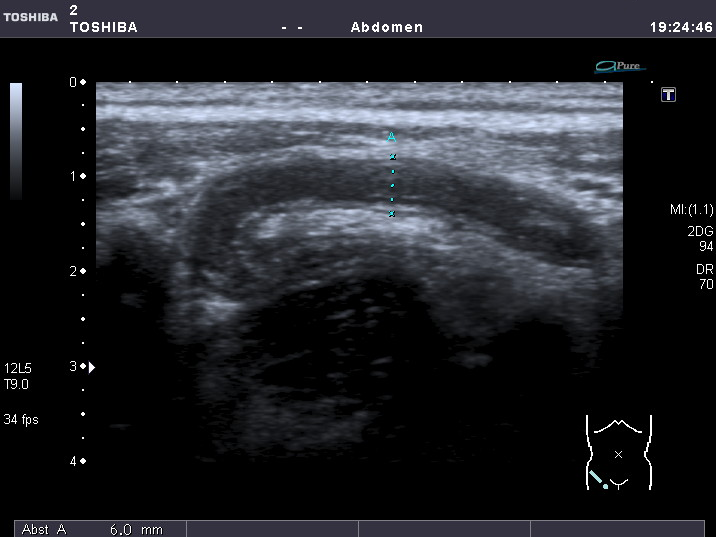 TOSHIBA
2
TOSHIBA - - Abdomen 19:24:46
aPure
T
0
A
1
2
3
4
MI:(1.1)
2DG
94
DR
70
12L5
T9.0
34 fps
Abst A 6.0 mm